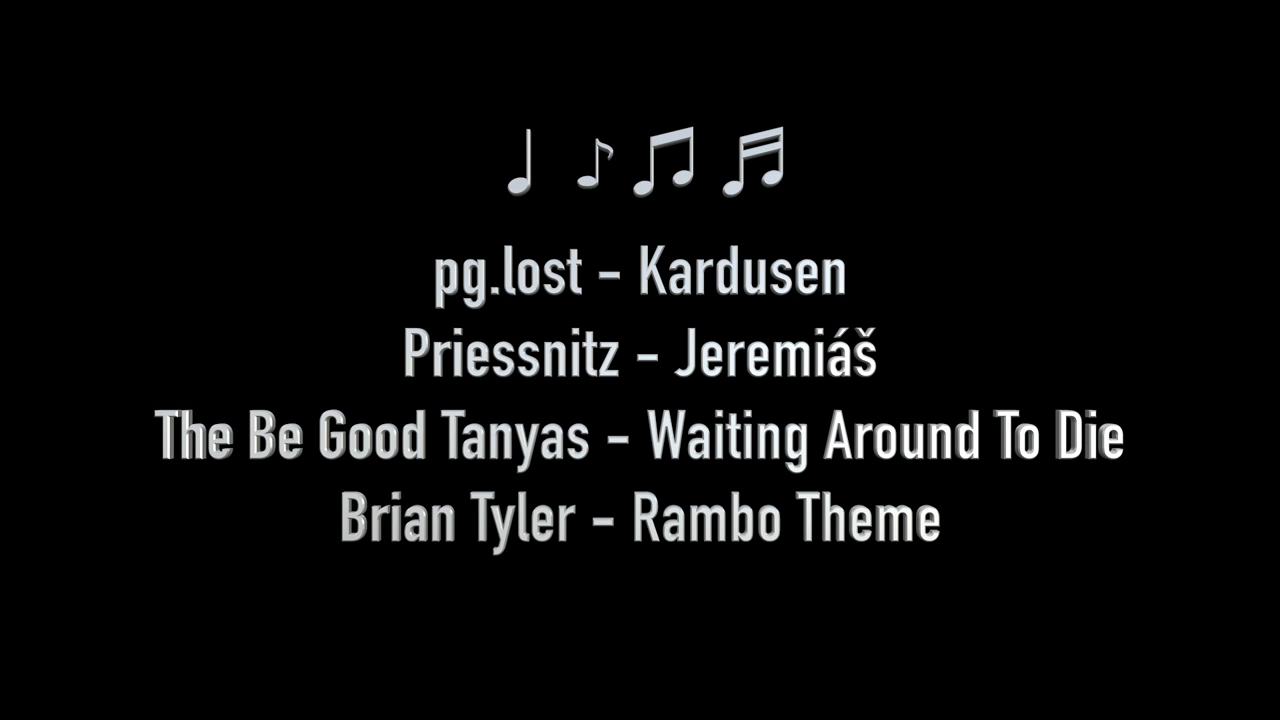 ♩ ♪ ♫ ♬
pg.lost - Kardusen
Priessnitz - Jeremiáš
The Be Good Tanyas - Waiting Around To Die
Brian Tyler - Rambo Theme